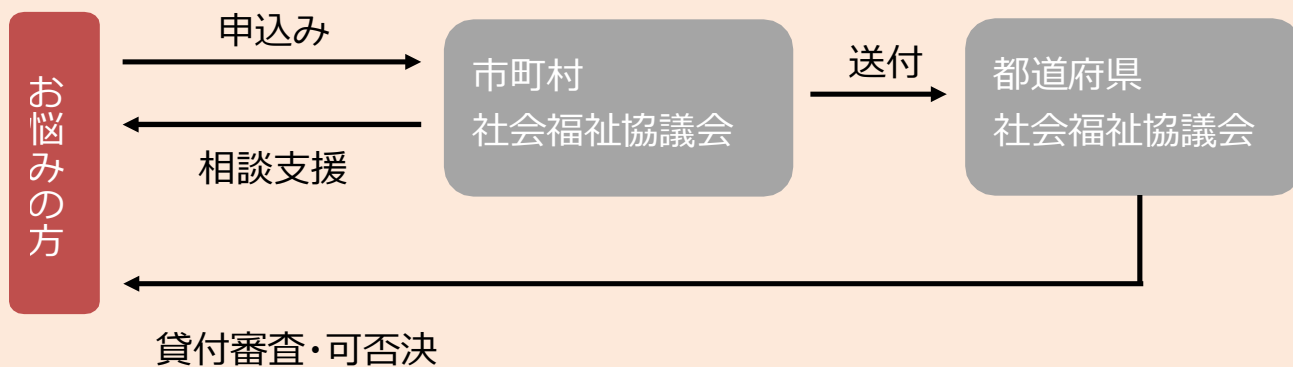 お悩みの方
申込み
相談支援
市町村
社会福祉協議会
送付
都道府県
社会福祉協議会
貸付審査・可否決